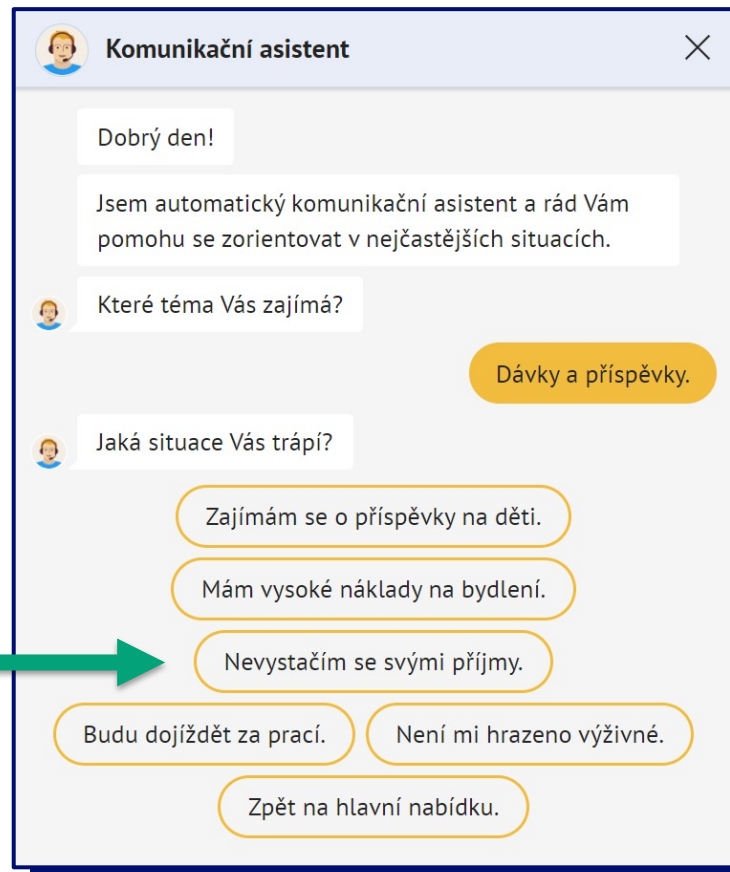 Komunikační asistent
Dobrý den!
Jsem automatický komunikační asistent a rád Vám
pomohu se zorientovat v nejčastějších situacích.
Které téma Vás zajímá?
Dávky a příspěvky.
Jaká situace Vás trápí?
Zajímám se o příspěvky na děti.
Mám vysoké náklady na bydlení.
Nevystačím se svými příjmy.
Budu dojíždět za prací.
Není mi hrazeno výživné.
Zpět na hlavní nabídku.